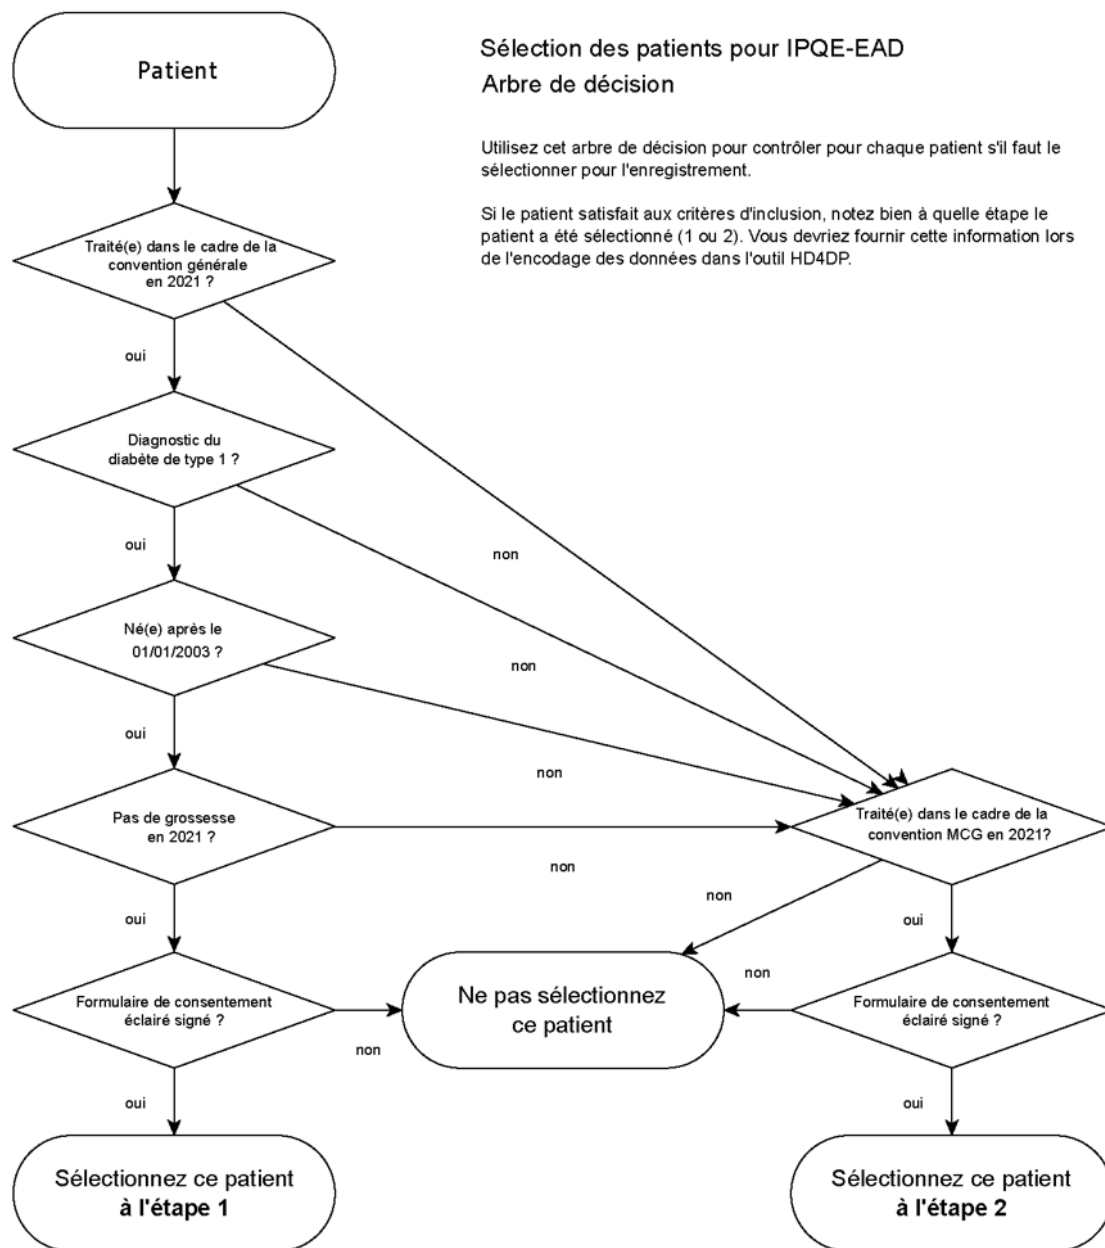 Patient
Sélection des patients pour IPQE-EAD
Arbre de décision
Utilisez cet arbre de décision pour contrôler pour chaque patient s'il faut le
sélectionner pour l'enregistrement.
Si le patient satisfait aux critères d'inclusion, notez bien à quelle étape le
patient a été sélectionné (1 ou 2). Vous devriez fournir cette information lors
de l'encodage des données dans l'outil HD4DP.
Traité(e) dans le cadre de la
convention générale
en 2021 ?
oui
Diagnostic du
diabète de type 1 ?
oui
non
Né(e) après le
01/01/2003 ?
non
oui
non
Pas de grossesse
en 2021 ?
Traité(e) dans le cadre de la
convention MCG en 2021?
non
non
oui
oui
Formulaire de consentement
éclairé signé ?
non
Ne pas sélectionnez
ce patient
non
Formulaire de consentement
éclairé signé ?
oui
oui
Sélectionnez ce patient
à l'étape 1
Sélectionnez ce patient
à l'étape 2